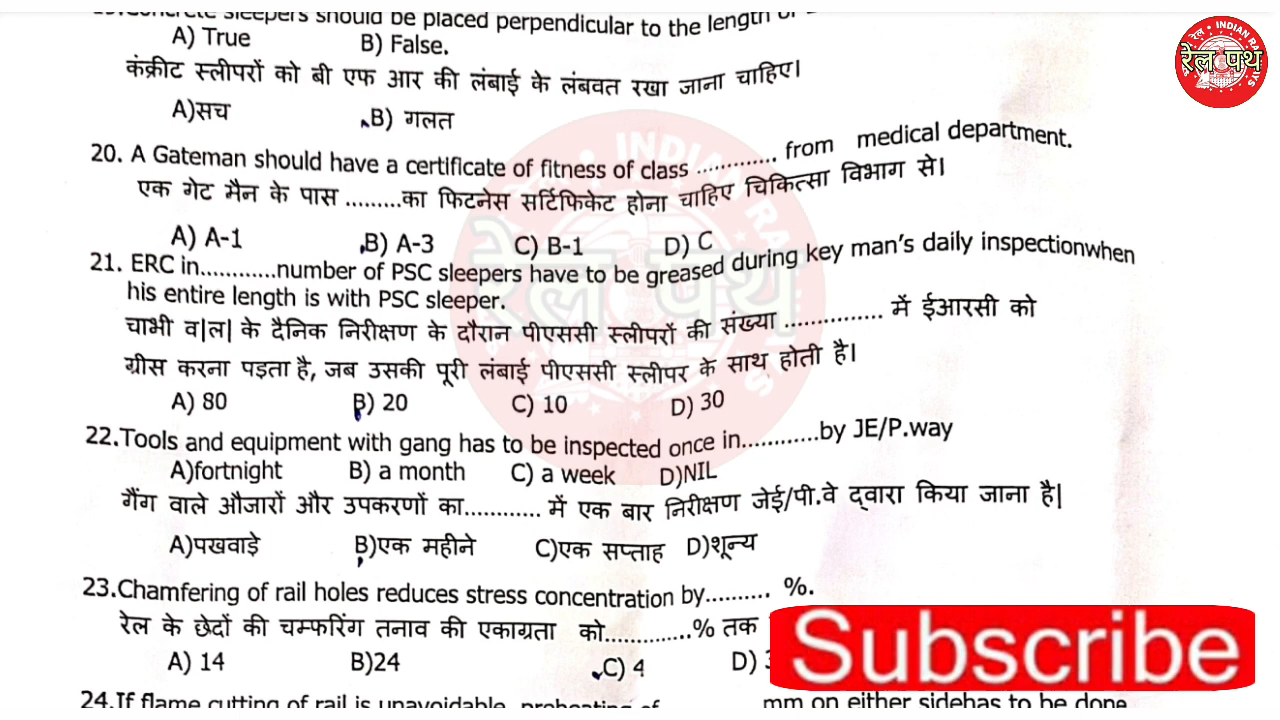 Concrete sleepers should be placed perpendicular to the length of
A) True B) False.
कंक्रीट स्लीपरों को बी एफ आर की लंबाई के लंबवत रखा जाना चाहिए।
A)सच B) गलत
20. A Gateman should have a certificate of fitness of class ............. from medical department.
एक गेट मैन के पास .........का फिटनेस सर्टिफिकेट होना चाहिए चिकित्सा विभाग से।
A) A-1 B) A-3 C) B-1 D) C
21. ERC in............number of PSC sleepers have to be greased during key man's daily inspectionwhen
his entire length is with PSC sleeper.
चाभी व|ल| के दैनिक निरीक्षण के दौरान पीएससी स्लीपरों की संख्या ............... में ईआरसी को
ग्रीस करना पड़ता है, जब उसकी पूरी लंबाई पीएससी स्लीपर के साथ होती है।
A) 80 B) 20 C) 10 D) 30
22.Tools and equipment with gang has to be inspected once in............by JE/P.way
A)fortnight B) a month C) a week D)NIL
गैंग वाले औजारों और उपकरणों का............ में एक बार निरीक्षण जेई/पी.वे द्वारा किया जाना है|
A)पखवाड़े B)एक महीने C)एक सप्ताह D)शून्य
23.Chamfering of rail holes reduces stress concentration by.......... %.
रेल के छेदों की चम्फरिंग तनाव की एकाग्रता को.............% तक
A) 14 B)24 C) 4 D)
24.If flame cutting of rail is unavoidable, preheating of mm on either sidehas to be done
रेल पथ
INDIAN RAILWAYS
रेल पथ
INDIAN RA
Subscribe